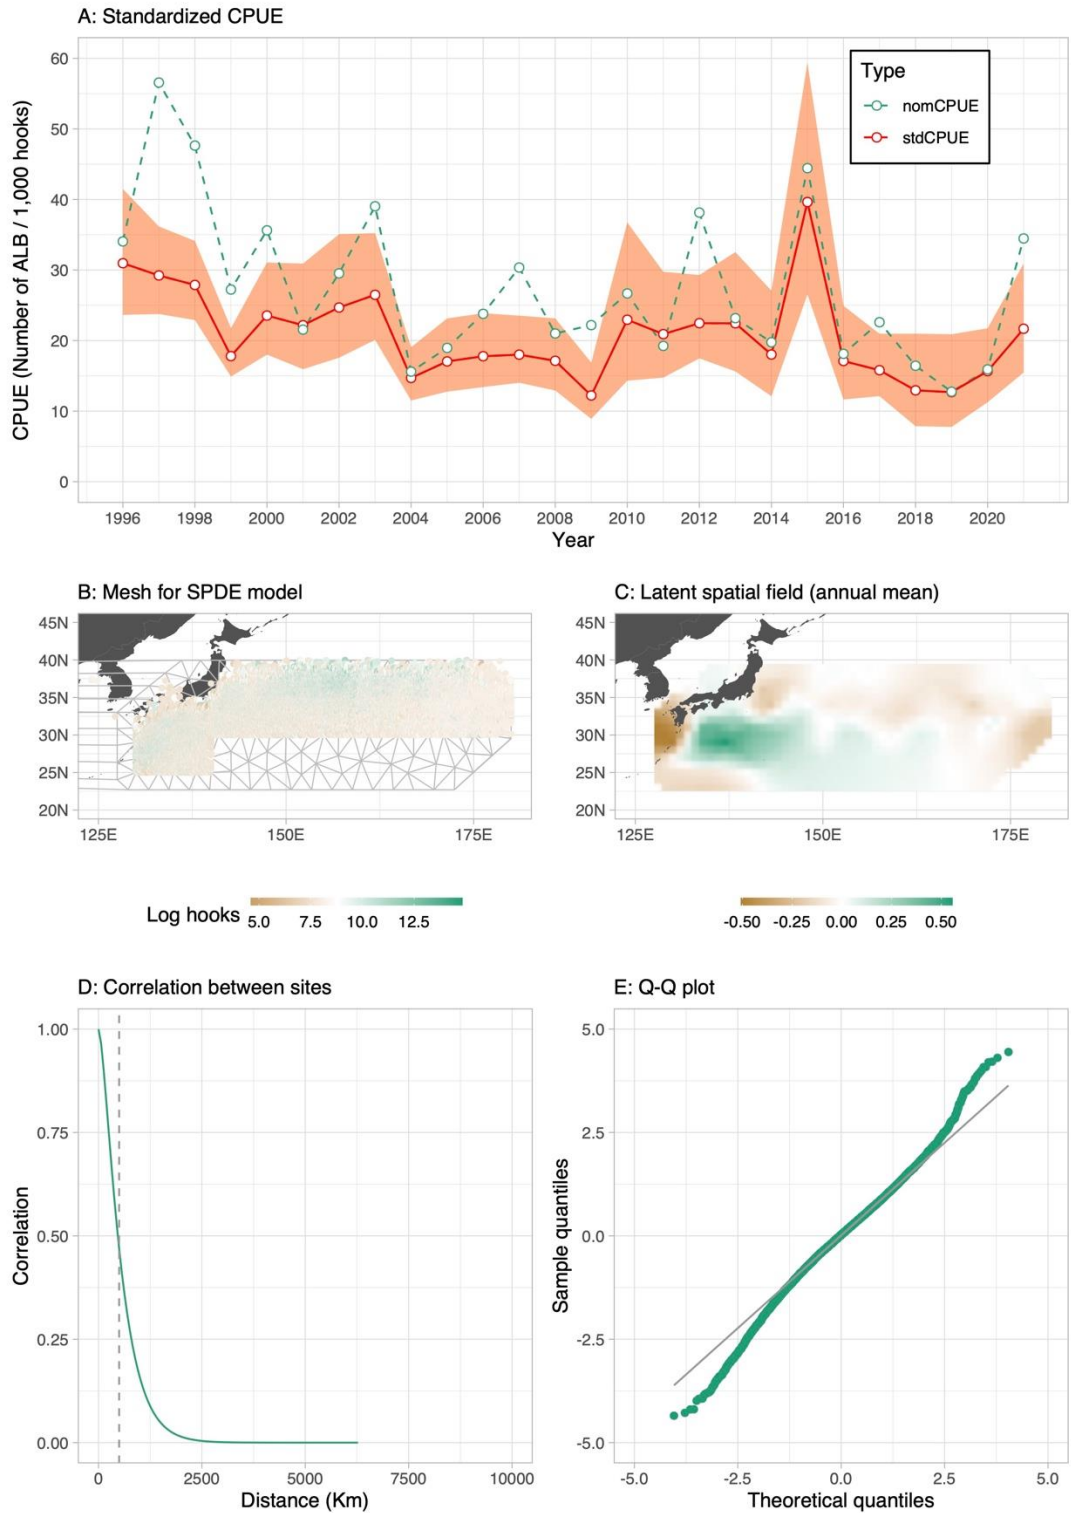 A: Standardized CPUE
60
50
40
30
20
10
0
CPUE (Number of ALB / 1,000 hooks)
Type
nomCPUE
stdCPUE
1996 1998 2000 2002 2004 2006 2008 2010 2012 2014 2016 2018 2020
Year
B: Mesh for SPDE model
45N
40N
35N
30N
25N
20N
125E 150E 175E
Log hooks
5.0 7.5 10.0 12.5
C: Latent spatial field (annual mean)
45N
40N
35N
30N
25N
20N
125E 150E 175E
-0.50 -0.25 0.00 0.25 0.50
D: Correlation between sites
1.00
0.75
0.50
0.25
0.00
Correlation
0 2500 5000 7500 10000
Distance (Km)
E: Q-Q plot
5.0
2.5
0.0
-2.5
-5.0
Sample quantiles
-5.0 -2.5 0.0 2.5 5.0
Theoretical quantiles